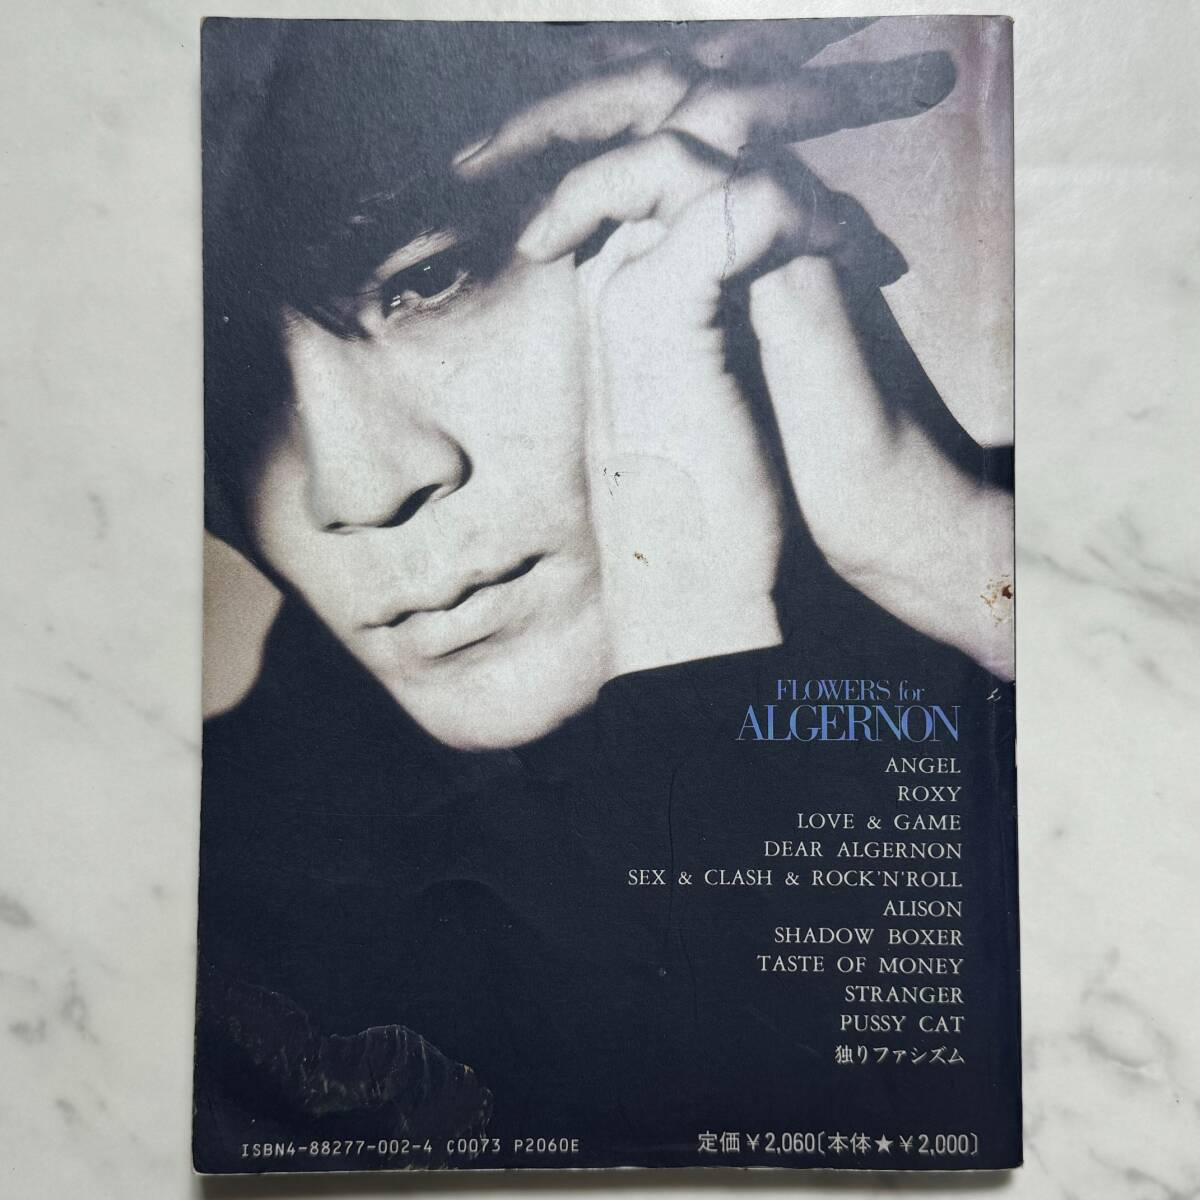 FLOWERS for
ALGERNON
ANGEL
ROXY
LOVE & GAME
DEAR ALGERNON
SEX & CLASH & ROCK'N'ROLL
ALISON
SHADOW BOXER
TASTE OF MONEY
STRANGER
PUSSY CAT
独りファシズム
ISBN4-88277-002-4 C0073 P2060E
定価￥2,060〔本体★￥2,000〕